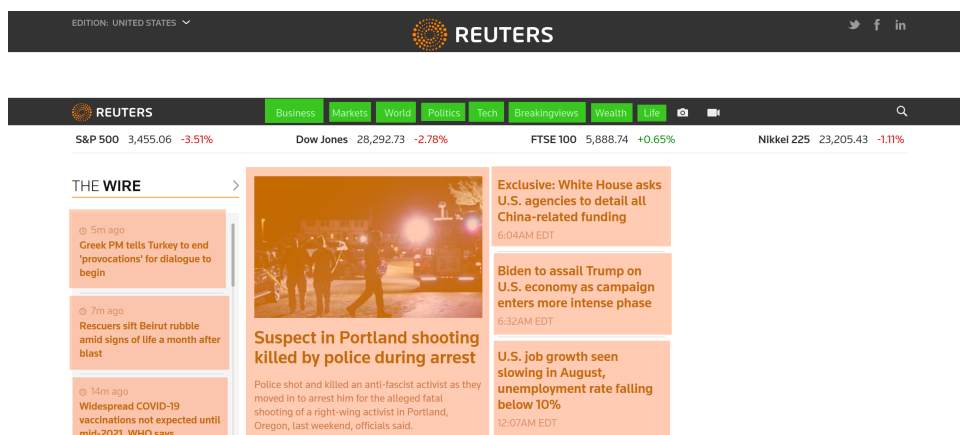 EDITION: UNITED STATES
REUTERS
f in
REUTERS
Business Markets World Politics Tech Breakingviews Wealth Life
S&P 500 3,455.06 -3.51% Dow Jones 28,292.73 -2.78% FTSE 100 5,888.74 +0.65% Nikkei 225 23,205.43 -1.11%
THE WIRE
5m ago
Greek PM tells Turkey to end
'provocations' for dialogue to
begin
7m ago
Rescuers sift Beirut rubble
amid signs of life a month after
blast
14m ago
Widespread COVID-19
vaccinations not expected until
mid-2021, WHO says
Suspect in Portland shooting
killed by police during arrest
Police shot and killed an anti-fascist activist as they
moved in to arrest him for the alleged fatal
shooting of a right-wing activist in Portland,
Oregon, last weekend, officials said.
Exclusive: White House asks
U.S. agencies to detail all
China-related funding
6:04AM EDT
Biden to assail Trump on
U.S. economy as campaign
enters more intense phase
6:32AM EDT
U.S. job growth seen
slowing in August,
unemployment rate falling
below 10%
12:07AM EDT